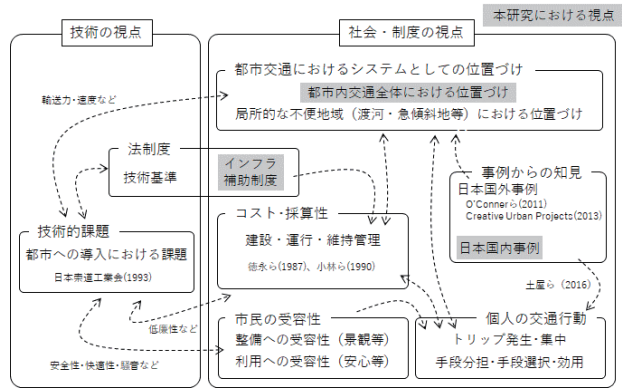 本研究における視点
技術の視点
社会・制度の視点
都市交通におけるシステムとしての位置づけ
都市内交通全体における位置づけ
局所的な不便地域（渡河・急傾斜地等）における位置づけ
輸送力・速度など
法制度
技術基準
インフラ
補助制度
事例からの知見
日本国外事例
O'Connerら(2011)
Creative Urban Projects(2013)
日本国内事例
コスト・採算性
建設・運行・維持管理
徳永ら(1987)、小林ら(1990)
技術的課題
都市への導入における課題
日本索道工業会(1993)
土屋ら（2016）
低廉性など
市民の受容性
整備への受容性（景観等）
利用への受容性（安心等）
個人の交通行動
トリップ発生・集中
手段分担・手段選択・効用
安全性・快適性・騒音など